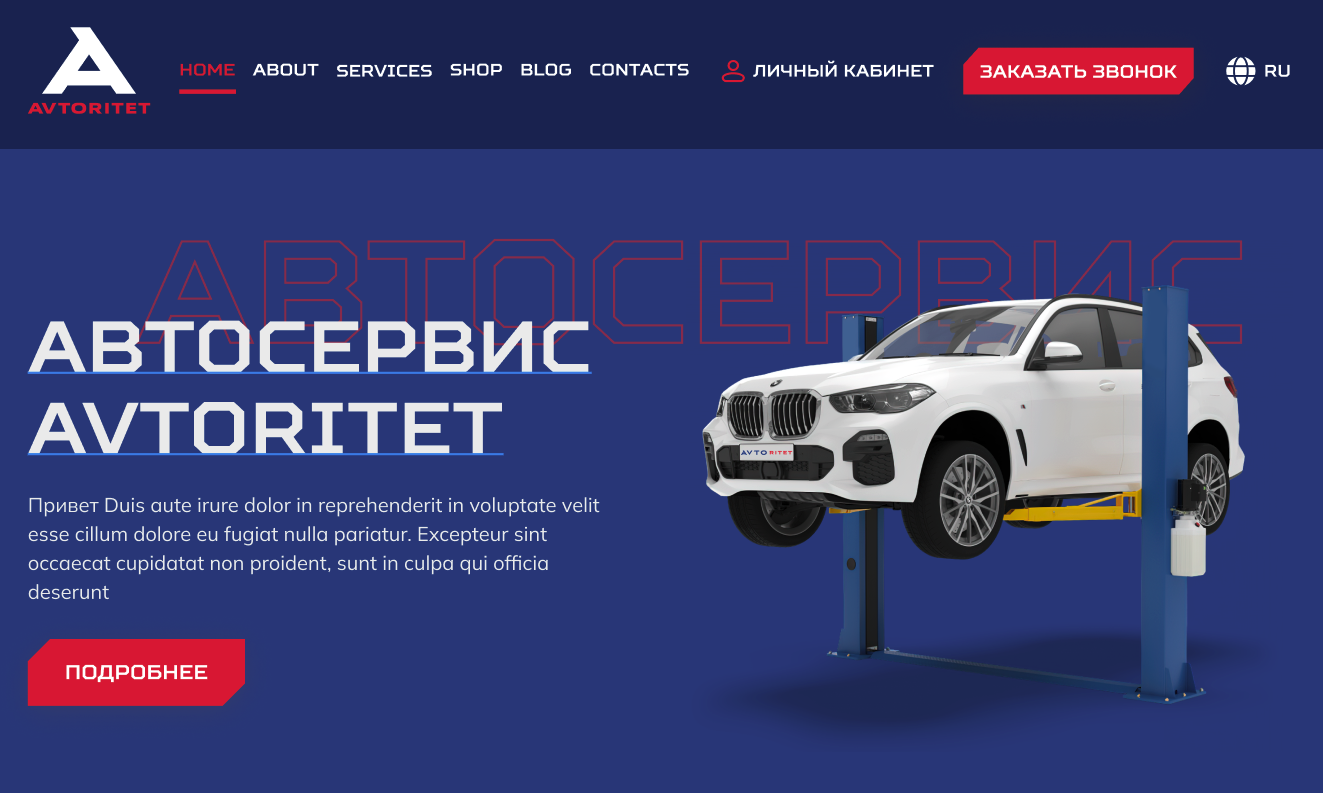 AVTORITET
HOME ABOUT SERVICES SHOP BLOG CONTACTS ЛИЧНЫЙ КАБИНЕТ ЗАКАЗАТЬ ЗВОНОК RU
АВТОСЕРВИС
АВТОСЕРВИС
AVTORITET
Привет Duis aute irure dolor in reprehenderit in voluptate velit
esse cillum dolore eu fugiat nulla pariatur. Excepteur sint
occaecat cupidatat non proident, sunt in culpa qui officia
deserunt
ПОДРОБНЕЕ
AVTORITET